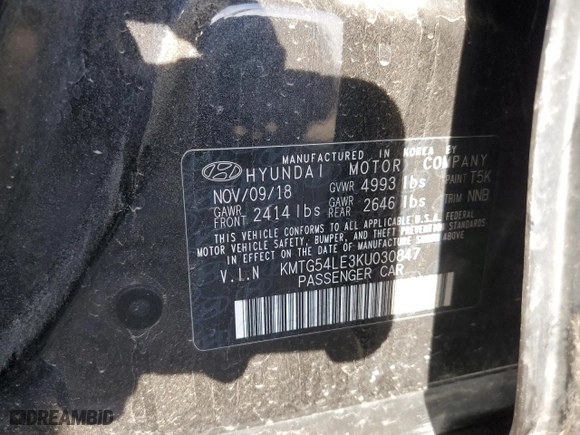 MANUFACTURED IN KOREA BY
HYUNDAI MOTOR COMPANY
NOV/09/18 GVWR 4993 lbs PAINT T5K
GAWR FRONT 2414 lbs GAWR REAR 2646 lbs TRIM NNB
THIS VEHICLE CONFORMS TO ALL APPLICABLE U.S.A. FEDERAL
MOTOR VEHICLE SAFETY, BUMPER, AND THEFT PREVENTION STANDARDS
IN EFFECT ON THE DATE OF MANUFACTURE SHOWN ABOVE.
V.I.N KMTG54LE3KU030847
PASSENGER CAR
DREAMBID